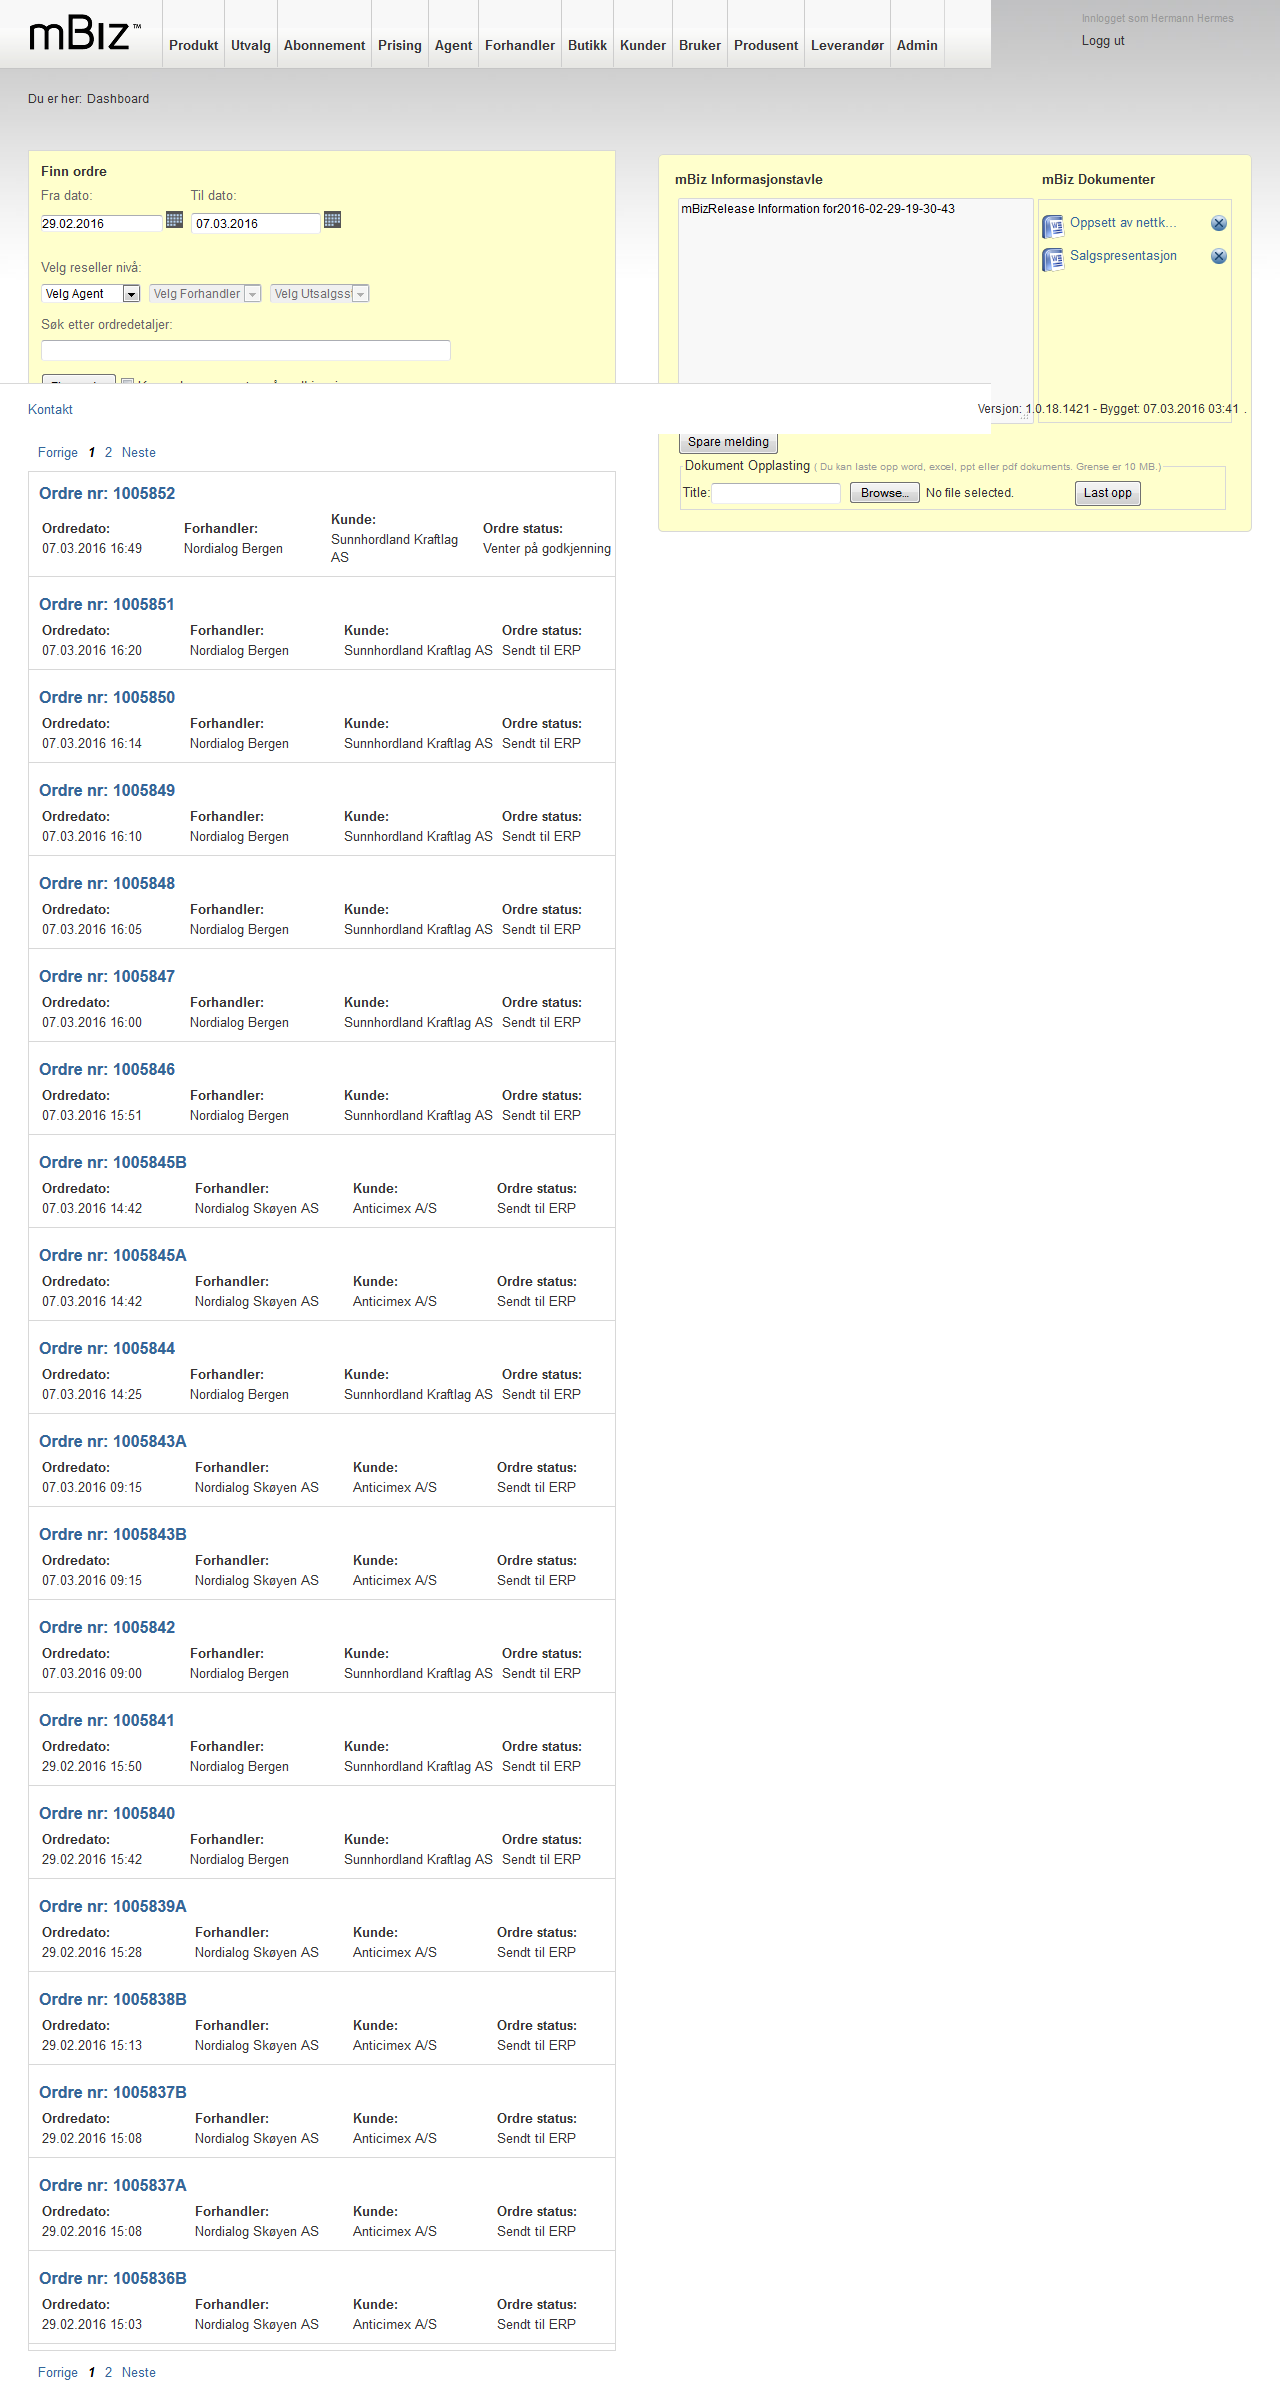 mBiz™
Produkt Utvalg Abonnement Prising Agent Forhandler Butikk Kunder Bruker Produsent Leverandør Admin
Innlogget som Hermann Hermes
Logg ut
Du er her: Dashboard
Finn ordre
Fra dato: Til dato:
29.02.2016 07.03.2016
Velg reseller nivå:
Velg Agent Velg Forhandler Velg Utsalgss
Søk etter ordredetaljer:
mBiz Informasjonstavle mBiz Dokumenter
mBizRelease Information for2016-02-29-19-30-43
Oppsett av nettk...
Salgspresentasjon
Kontakt
Versjon: 1.0.18.1421 - Bygget: 07.03.2016 03:41 .
Spare melding
Dokument Opplasting ( Du kan laste opp word, excel, ppt eller pdf dokuments. Grense er 10 MB.)
Title: Browse... No file selected. Last opp
Forrige 1 2 Neste
Ordre nr: 1005852
Ordredato: Forhandler: Kunde: Ordre status:
07.03.2016 16:49 Nordialog Bergen Sunnhordland Kraftlag Venter på godkjenning
AS
Ordre nr: 1005851
Ordredato: Forhandler: Kunde: Ordre status:
07.03.2016 16:20 Nordialog Bergen Sunnhordland Kraftlag AS Sendt til ERP
Ordre nr: 1005850
Ordredato: Forhandler: Kunde: Ordre status:
07.03.2016 16:14 Nordialog Bergen Sunnhordland Kraftlag AS Sendt til ERP
Ordre nr: 1005849
Ordredato: Forhandler: Kunde: Ordre status:
07.03.2016 16:10 Nordialog Bergen Sunnhordland Kraftlag AS Sendt til ERP
Ordre nr: 1005848
Ordredato: Forhandler: Kunde: Ordre status:
07.03.2016 16:05 Nordialog Bergen Sunnhordland Kraftlag AS Sendt til ERP
Ordre nr: 1005847
Ordredato: Forhandler: Kunde: Ordre status:
07.03.2016 16:00 Nordialog Bergen Sunnhordland Kraftlag AS Sendt til ERP
Ordre nr: 1005846
Ordredato: Forhandler: Kunde: Ordre status:
07.03.2016 15:51 Nordialog Bergen Sunnhordland Kraftlag AS Sendt til ERP
Ordre nr: 1005845B
Ordredato: Forhandler: Kunde: Ordre status:
07.03.2016 14:42 Nordialog Skøyen AS Anticimex A/S Sendt til ERP
Ordre nr: 1005845A
Ordredato: Forhandler: Kunde: Ordre status:
07.03.2016 14:42 Nordialog Skøyen AS Anticimex A/S Sendt til ERP
Ordre nr: 1005844
Ordredato: Forhandler: Kunde: Ordre status:
07.03.2016 14:25 Nordialog Bergen Sunnhordland Kraftlag AS Sendt til ERP
Ordre nr: 1005843A
Ordredato: Forhandler: Kunde: Ordre status:
07.03.2016 09:15 Nordialog Skøyen AS Anticimex A/S Sendt til ERP
Ordre nr: 1005843B
Ordredato: Forhandler: Kunde: Ordre status:
07.03.2016 09:15 Nordialog Skøyen AS Anticimex A/S Sendt til ERP
Ordre nr: 1005842
Ordredato: Forhandler: Kunde: Ordre status:
07.03.2016 09:00 Nordialog Bergen Sunnhordland Kraftlag AS Sendt til ERP
Ordre nr: 1005841
Ordredato: Forhandler: Kunde: Ordre status:
29.02.2016 15:50 Nordialog Bergen Sunnhordland Kraftlag AS Sendt til ERP
Ordre nr: 1005840
Ordredato: Forhandler: Kunde: Ordre status:
29.02.2016 15:42 Nordialog Bergen Sunnhordland Kraftlag AS Sendt til ERP
Ordre nr: 1005839A
Ordredato: Forhandler: Kunde: Ordre status:
29.02.2016 15:28 Nordialog Skøyen AS Anticimex A/S Sendt til ERP
Ordre nr: 1005838B
Ordredato: Forhandler: Kunde: Ordre status:
29.02.2016 15:13 Nordialog Skøyen AS Anticimex A/S Sendt til ERP
Ordre nr: 1005837B
Ordredato: Forhandler: Kunde: Ordre status:
29.02.2016 15:08 Nordialog Skøyen AS Anticimex A/S Sendt til ERP
Ordre nr: 1005837A
Ordredato: Forhandler: Kunde: Ordre status:
29.02.2016 15:08 Nordialog Skøyen AS Anticimex A/S Sendt til ERP
Ordre nr: 1005836B
Ordredato: Forhandler: Kunde: Ordre status:
29.02.2016 15:03 Nordialog Skøyen AS Anticimex A/S Sendt til ERP
Forrige 1 2 Neste